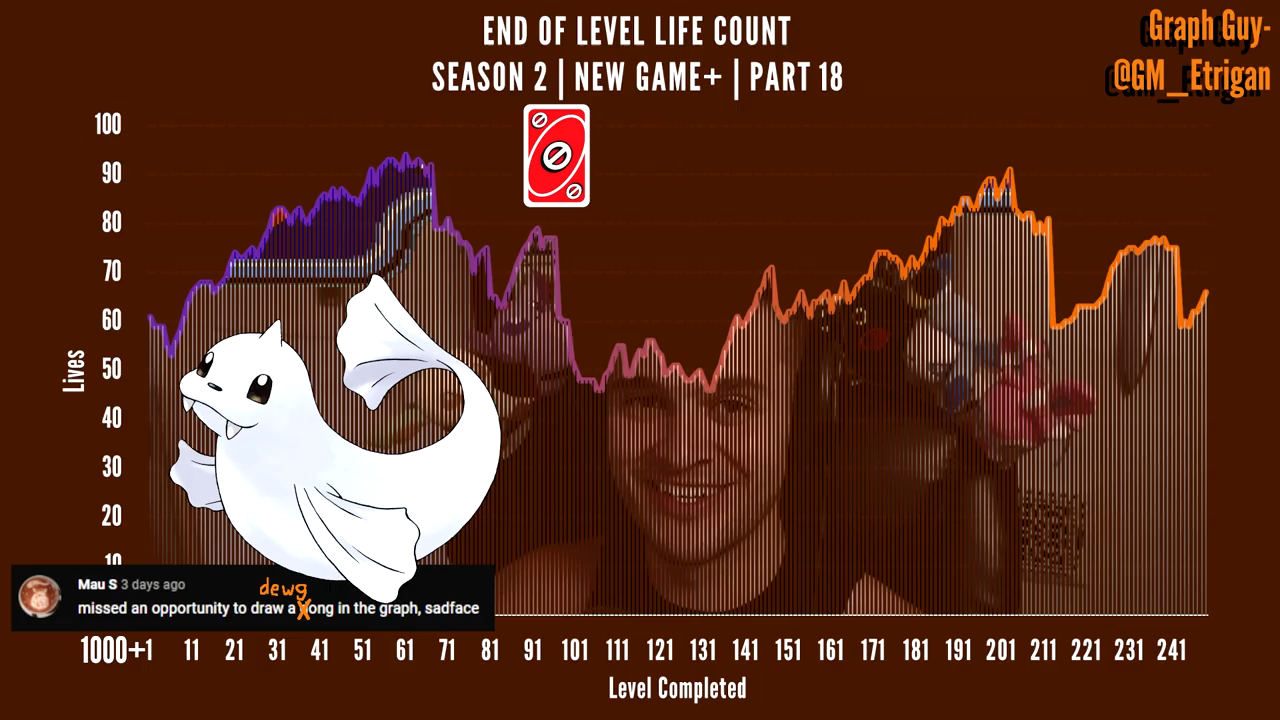 END OF LEVEL LIFE COUNT
SEASON 2 | NEW GAME+ | PART 18
Graph Guy-
@GM_Etrigan
100
90
80
70
60
50
40
30
20
10
Lives
Mau S 3 days ago
dewg
missed an opportunity to draw a ong in the graph, sadface
1000+1 11 21 31 41 51 61 71 81 91 101 111 121 131 141 151 161 171 181 191 201 211 221 231 241
Level Completed